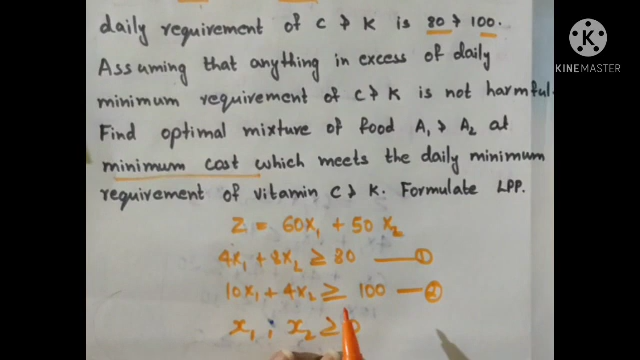 daily requirement of C & K is 80 & 100.
Assuming that anything in excess of daily
minimum requirement of C & K is not harmful.
Find optimal mixture of food A₁ & A₂ at
minimum cost which meets the daily minimum
requirement of vitamin C & K. Formulate LPP.
Z = 60x₁ + 50x₂
4x₁ + 8x₂ ≥ 80 — ①
10x₁ + 4x₂ ≥ 100 — ②
x₁, x₂ ≥ 0
KINEMASTER